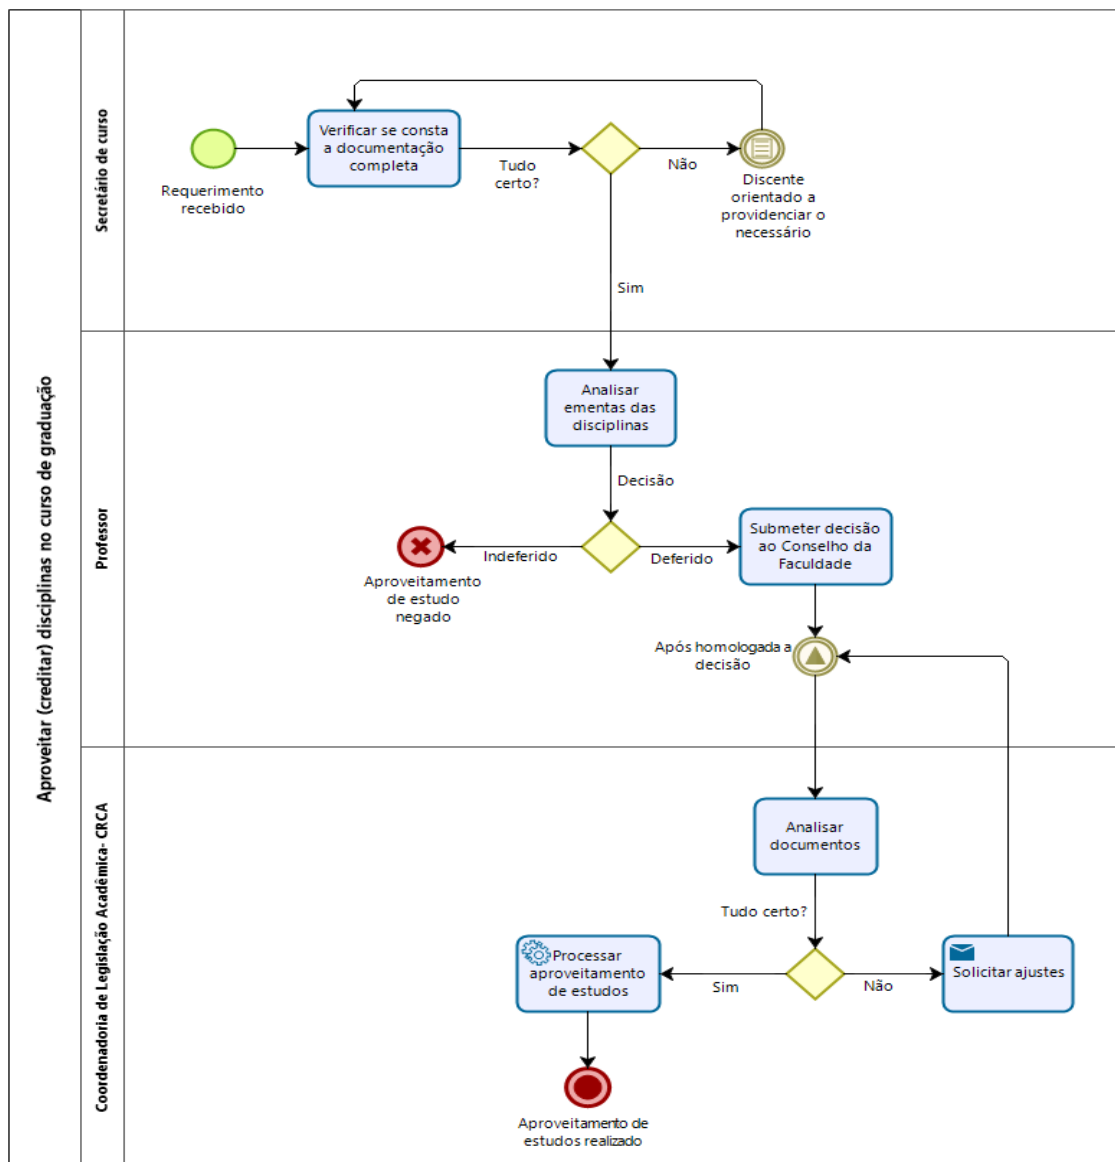 Aproveitar (creditar) disciplinas no curso de graduação
Secretário de curso
Requerimento
recebido
Verificar se consta
a documentação
completa
Tudo
certo?
Não
Discente
orientado a
providenciar o
necessário
Sim
Professor
Analisar
ementas das
disciplinas
Decisão
Indeferido
Aproveitamento
de estudo
negado
Deferido
Submeter decisão
ao Conselho da
Faculdade
Após homologada a
decisão
Coordenadoria de Legislação Acadêmica- CRCA
Analisar
documentos
Tudo certo?
Sim
Processar
aproveitamento
de estudos
Não
Solicitar ajustes
Aproveitamento de
estudos realizado